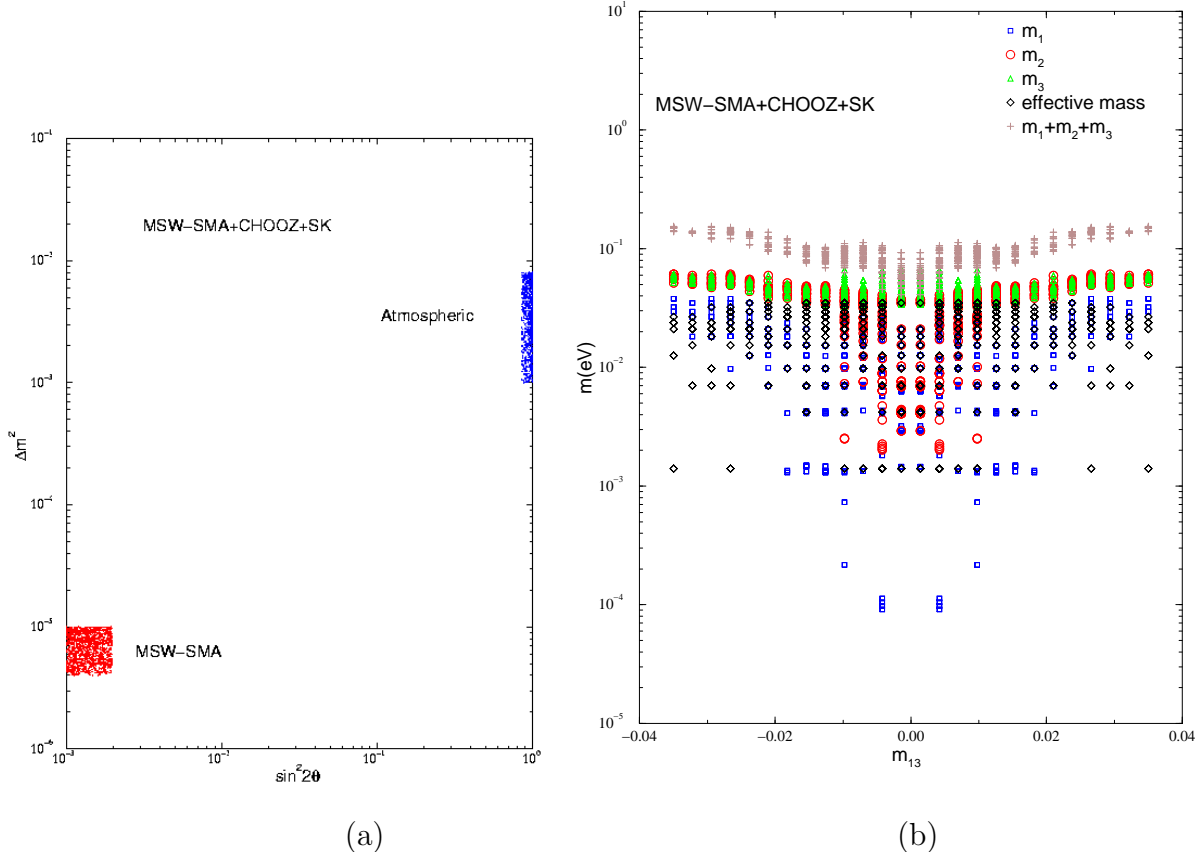 10⁻¹
10⁻²
10⁻³
10⁻⁴
10⁻⁵
10⁻⁶
Δm²
MSW–SMA+CHOOZ+SK
Atmospheric
MSW–SMA
10⁻³ 10⁻² 10⁻¹ 10⁰
sin²2θ
(a)
10¹
10⁰
10⁻¹
10⁻²
10⁻³
10⁻⁴
10⁻⁵
m(eV)
m₁
m₂
m₃
effective mass
m₁+m₂+m₃
MSW–SMA+CHOOZ+SK
−0.04 −0.02 0.00 0.02 0.04
m₁₃
(b)